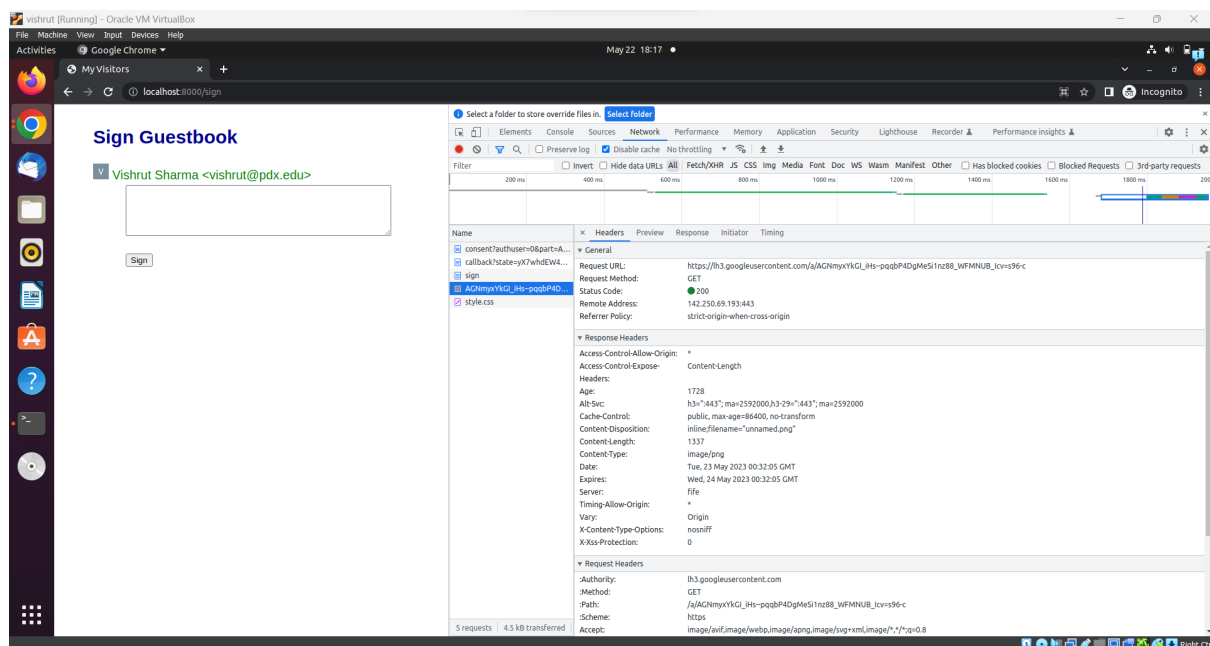 vishrut [Running] - Oracle VM VirtualBox
File Machine View Input Devices Help
Activities Google Chrome May 22 18:17
My Visitors
localhost:8000/sign Incognito
Sign Guestbook
V Vishrut Sharma <vishrut@pdx.edu>
Sign
Select a folder to store override files in. Select folder
Elements Console Sources Network Performance Memory Application Security Lighthouse Recorder Performance insights
Preserve log Disable cache No throttling
Filter Invert Hide data URLs All Fetch/XHR JS CSS Img Media Font Doc WS Wasm Manifest Other Has blocked cookies Blocked Requests 3rd-party requests
200 ms 400 ms 600 ms 800 ms 1000 ms 1200 ms 1400 ms 1600 ms 1800 ms 200
Name
consent?authuser=0&part=A...
callback?state=yX7whdEW4...
sign
AGNmyxYkGI_iHs--pqqbP4D...
style.css
5 requests 4.5 kB transferred
Headers Preview Response Initiator Timing
General
Request URL: https://lh3.googleusercontent.com/a/AGNmyxYkGI_iHs--pqqbP4DgMeSi1nz88_WFMNUB_Icv=s96-c
Request Method: GET
Status Code: 200
Remote Address: 142.250.69.193:443
Referrer Policy: strict-origin-when-cross-origin
Response Headers
Access-Control-Allow-Origin: *
Access-Control-Expose- Content-Length
Headers:
Age: 1728
Alt-Svc: h3=":443"; ma=2592000,h3-29=":443"; ma=2592000
Cache-Control: public, max-age=86400, no-transform
Content-Disposition: inline;filename="unnamed.png"
Content-Length: 1337
Content-Type: image/png
Date: Tue, 23 May 2023 00:32:05 GMT
Expires: Wed, 24 May 2023 00:32:05 GMT
Server: fife
Timing-Allow-Origin: *
Vary: Origin
X-Content-Type-Options: nosniff
X-Xss-Protection: 0
Request Headers
:Authority: lh3.googleusercontent.com
:Method: GET
:Path: /a/AGNmyxYkGI_iHs--pqqbP4DgMeSi1nz88_WFMNUB_Icv=s96-c
:Scheme: https
Accept: image/avif,image/webp,image/apng,image/svg+xml,image/*,*/*;q=0.8
Right C